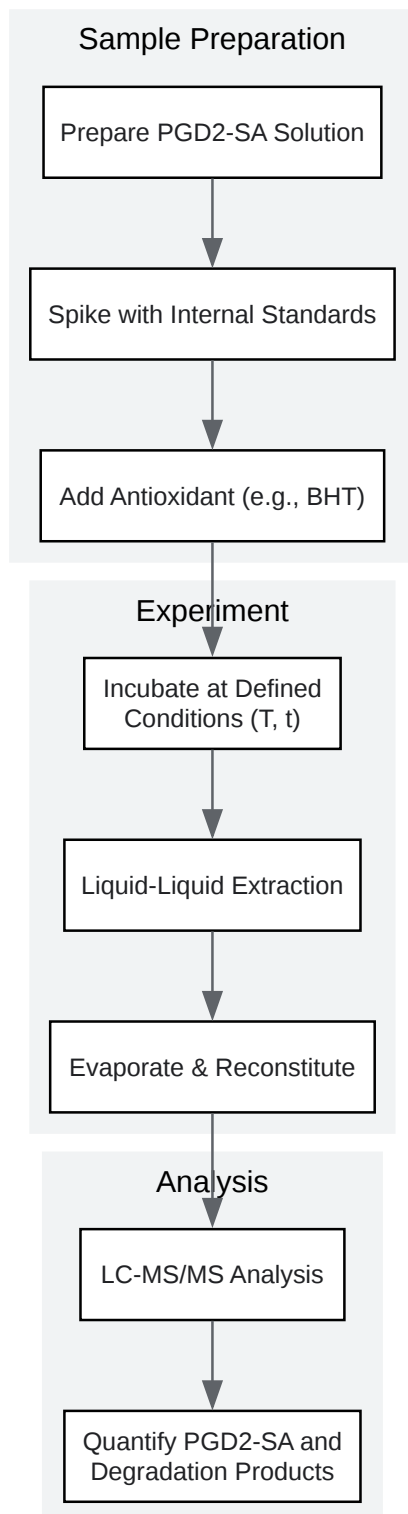 Sample Preparation
Prepare PGD2-SA Solution
Spike with Internal Standards
Add Antioxidant (e.g., BHT)
Experiment
Incubate at Defined
Conditions (T, t)
Liquid-Liquid Extraction
Evaporate & Reconstitute
Analysis
LC-MS/MS Analysis
Quantify PGD2-SA and
Degradation Products